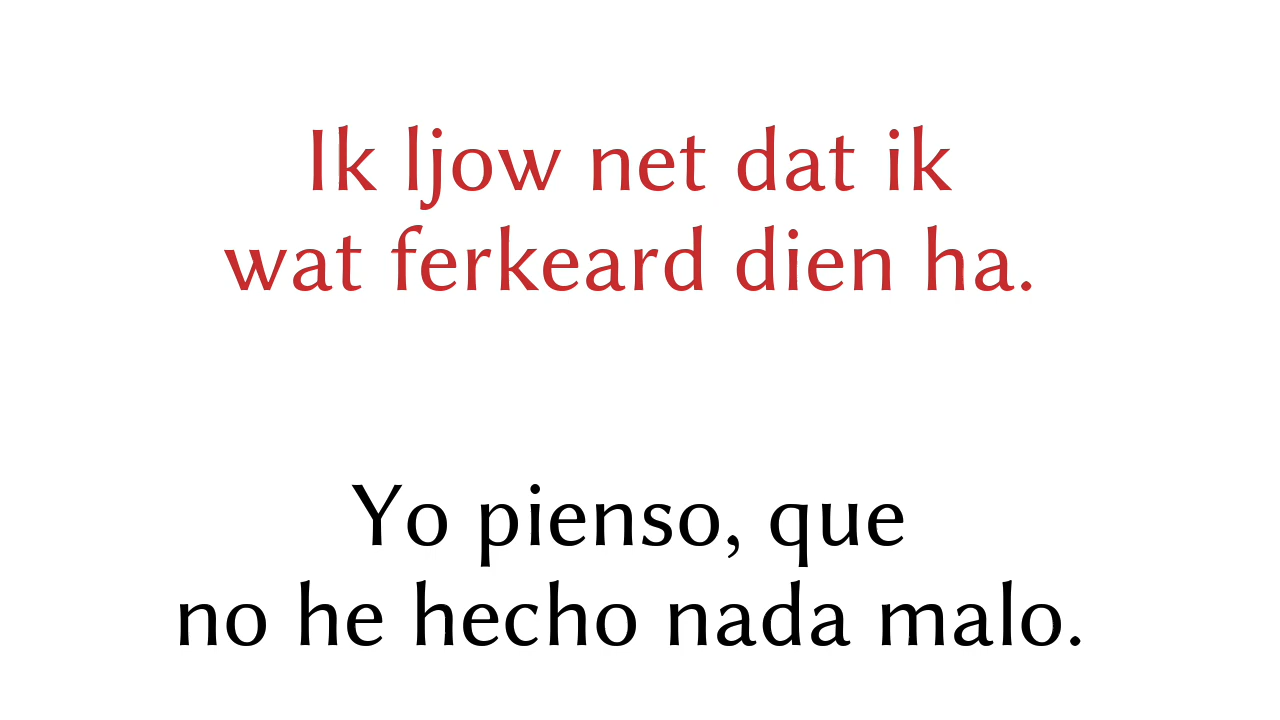 Ik ljow net dat ik
wat ferkeard dien ha.
Yo pienso, que
no he hecho nada malo.